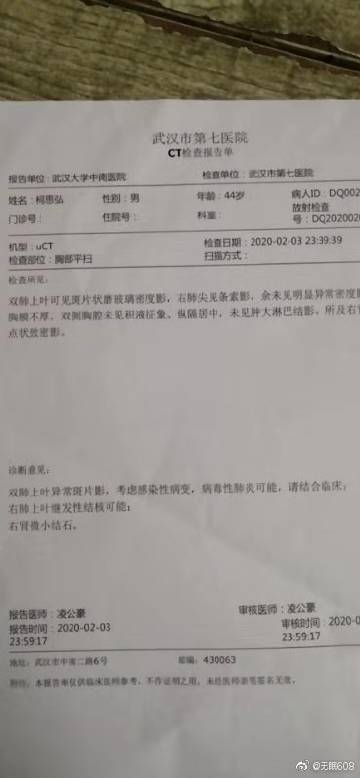 武汉市第七医院
CT检查报告单
报告单位：武汉大学中南医院 检查单位：武汉市第七医院
姓名：柯思弘 性别：男 年龄：44岁 病人ID：DQ002
门诊号： 住院号： 科室： 放射检查
号：DQ2020020
机型：uCT 检查日期：2020-02-03 23:39:39
检查部位：胸部平扫 扫描方式：
检查所见：
双肺上叶可见斑片状磨玻璃密度影，右肺尖见条索影，余未见明显异常密度影
胸膜不厚，双侧胸腔未见积液征象。纵隔居中，未见肿大淋巴结影。所及右肾
点状致密影。
诊断意见：
双肺上叶异常斑片影，考虑感染性病变，病毒性肺炎可能，请结合临床；
右肺上叶继发性结核可能；
右肾微小结石。
报告医师：凌公豪 审核医师：凌公豪
报告时间：2020-02-03 审核时间：2020-0
23:59:17 23:59:17
地址：武汉市中南二路6号 邮编：430063
附注：本报告单仅供临床医师参考，不作证明之用，未经医师亲笔签名无效。
@无眠608